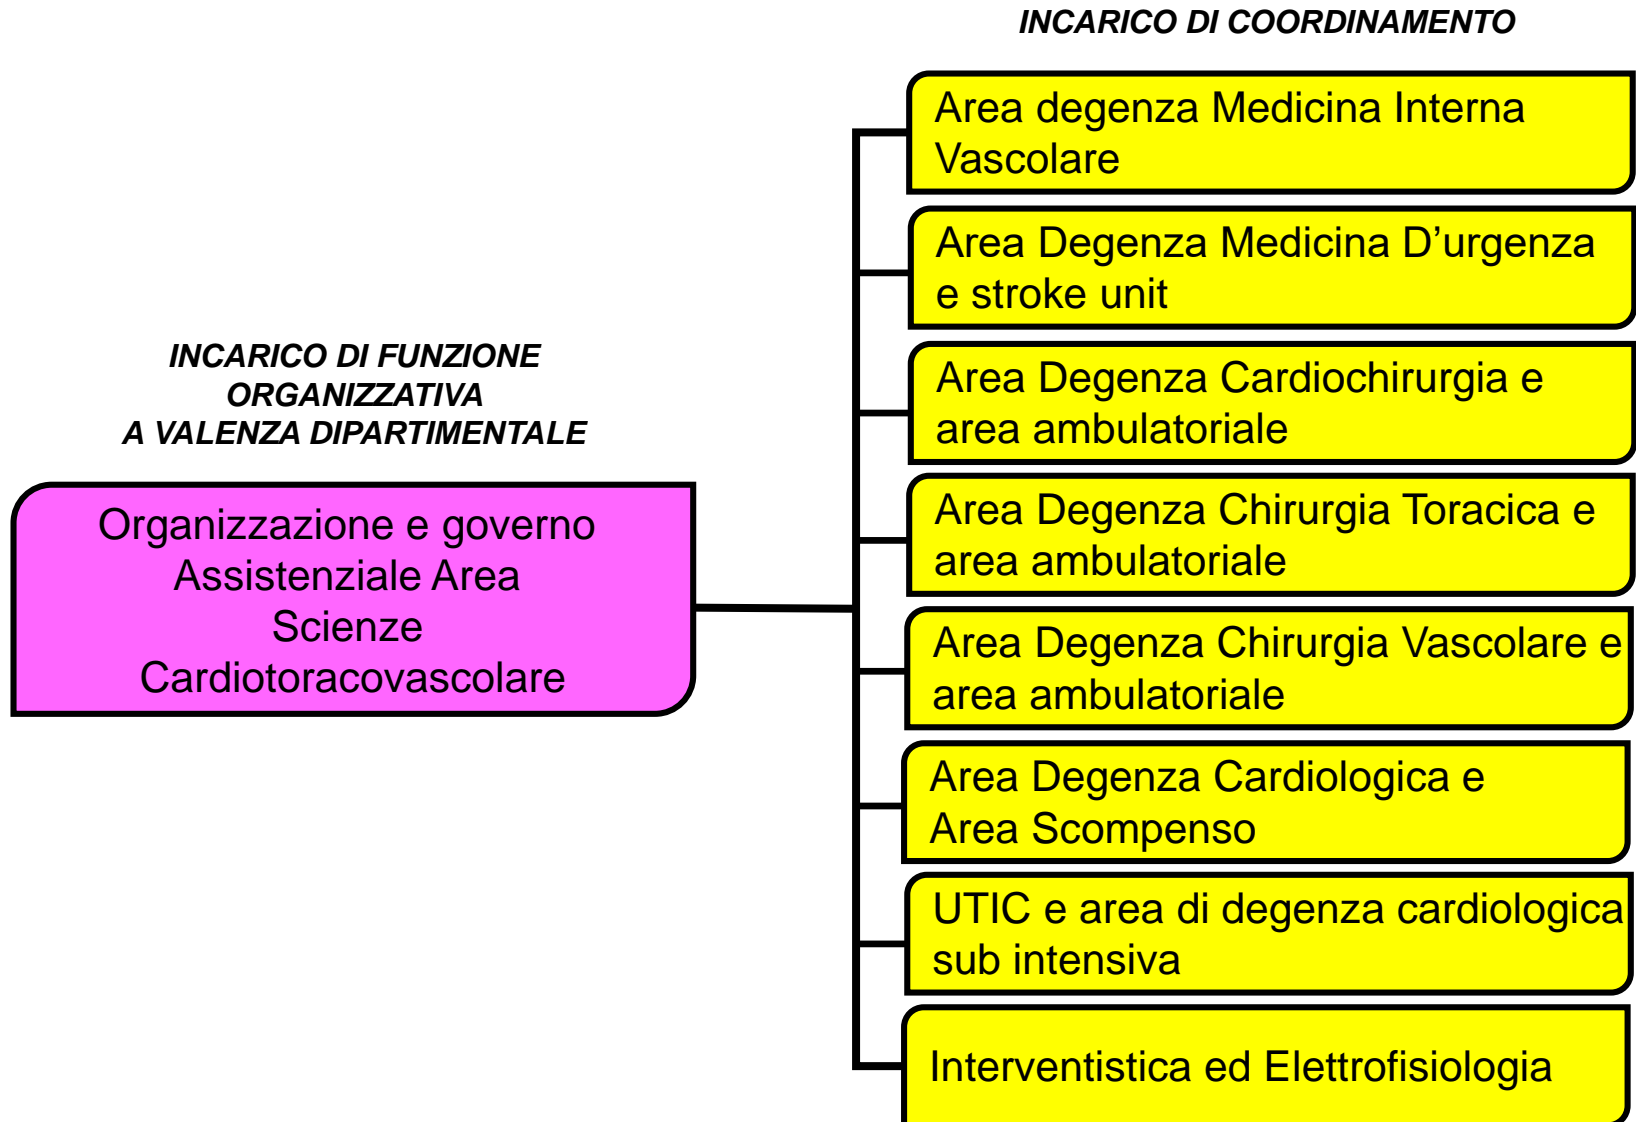 INCARICO DI COORDINAMENTO
Area degenza Medicina Interna
Vascolare
Area Degenza Medicina D’urgenza
e stroke unit
Area Degenza Cardiochirurgia e
area ambulatoriale
Area Degenza Chirurgia Toracica e
area ambulatoriale
Area Degenza Chirurgia Vascolare e
area ambulatoriale
Area Degenza Cardiologica e
Area Scompenso
UTIC e area di degenza cardiologica
sub intensiva
Interventistica ed Elettrofisiologia
INCARICO DI FUNZIONE
ORGANIZZATIVA
A VALENZA DIPARTIMENTALE
Organizzazione e governo
Assistenziale Area
Scienze
Cardiotoracovascolare